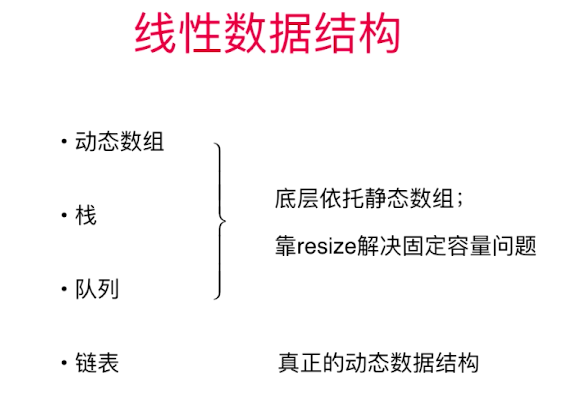 线性数据结构
• 动态数组
• 栈
• 队列
底层依托静态数组；
靠resize解决固定容量问题
• 链表 真正的动态数据结构